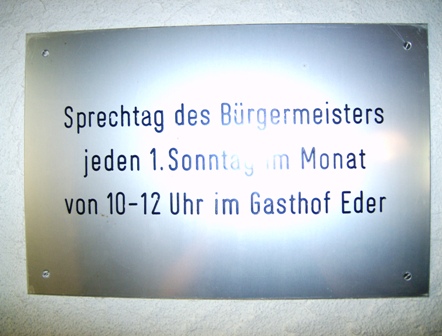 Sprechtag des Bürgermeisters
jeden 1. Sonntag im Monat
von 10-12 Uhr im Gasthof Eder